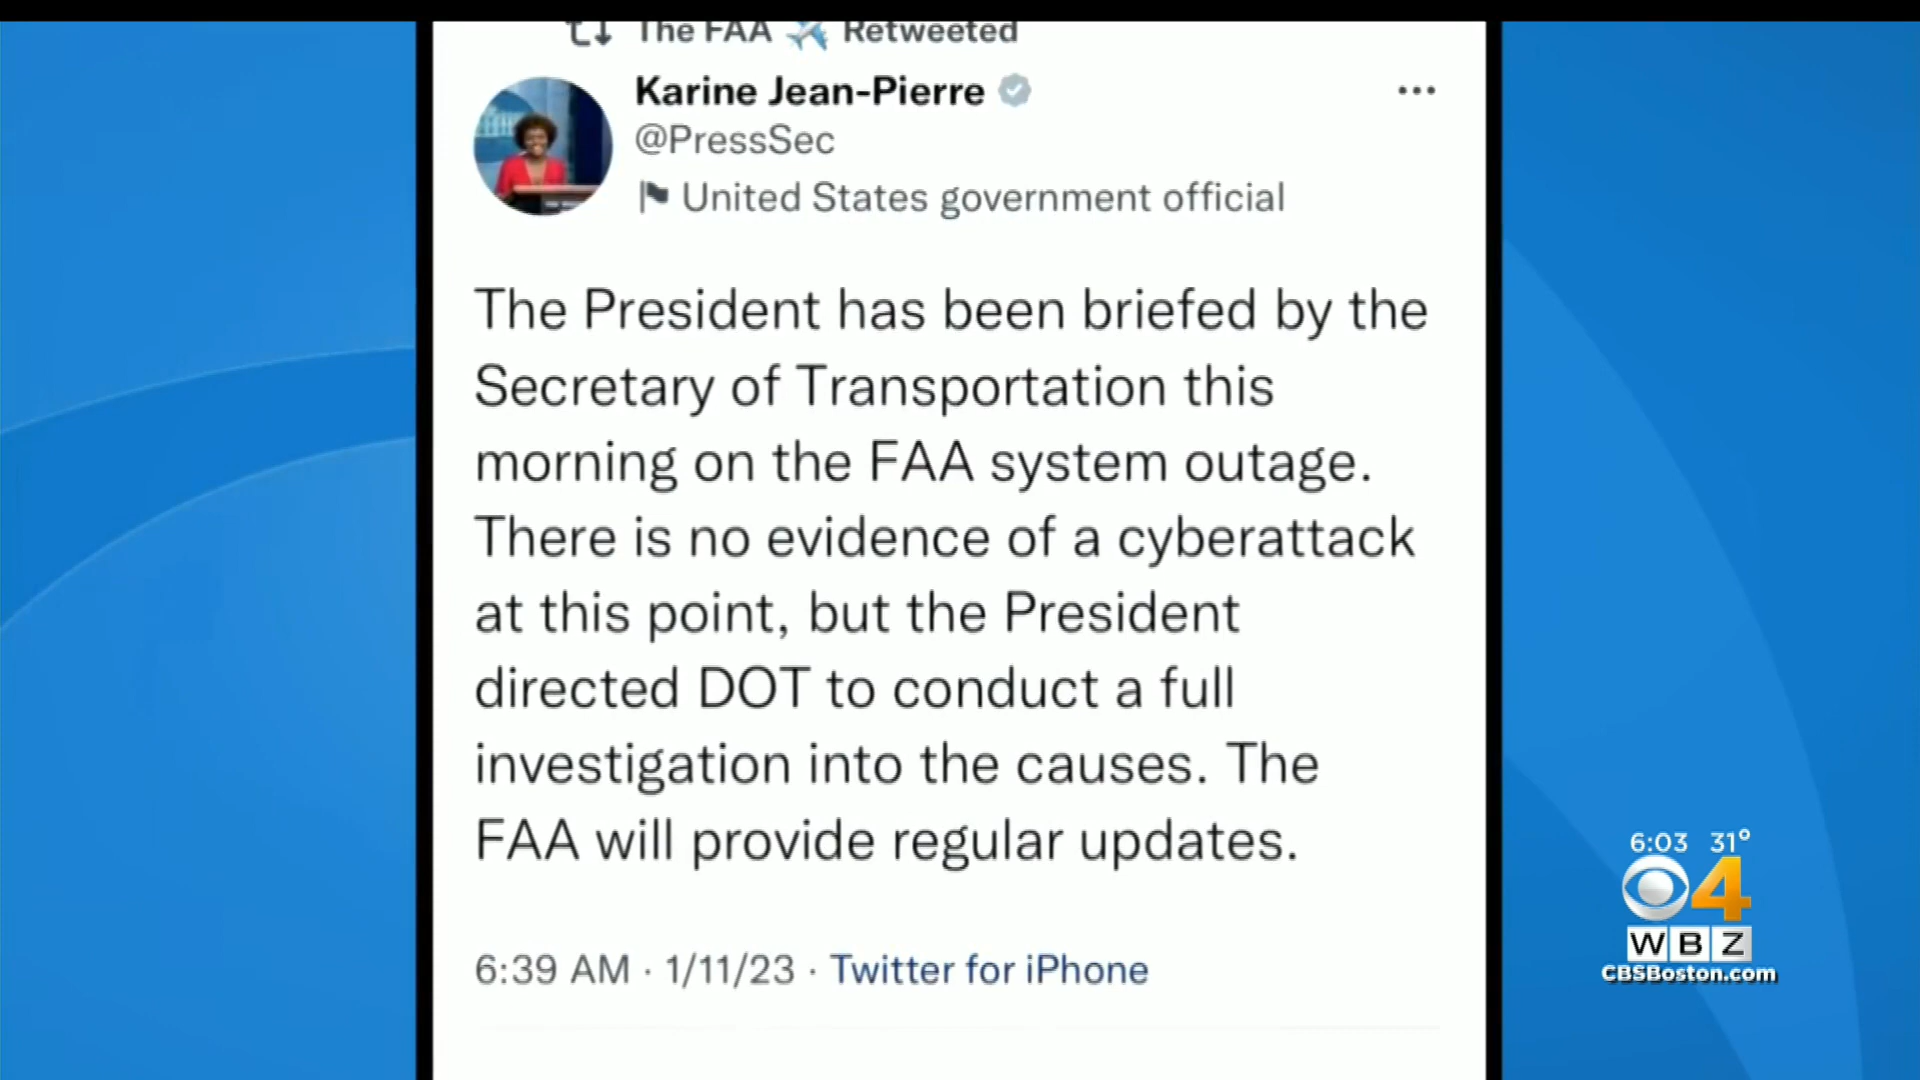 The FAA ✈️ Retweeted
Karine Jean-Pierre
@PressSec
United States government official
The President has been briefed by the
Secretary of Transportation this
morning on the FAA system outage.
There is no evidence of a cyberattack
at this point, but the President
directed DOT to conduct a full
investigation into the causes. The
FAA will provide regular updates.
6:39 AM · 1/11/23 · Twitter for iPhone
6:03 31°
4
WBZ
CBSBoston.com